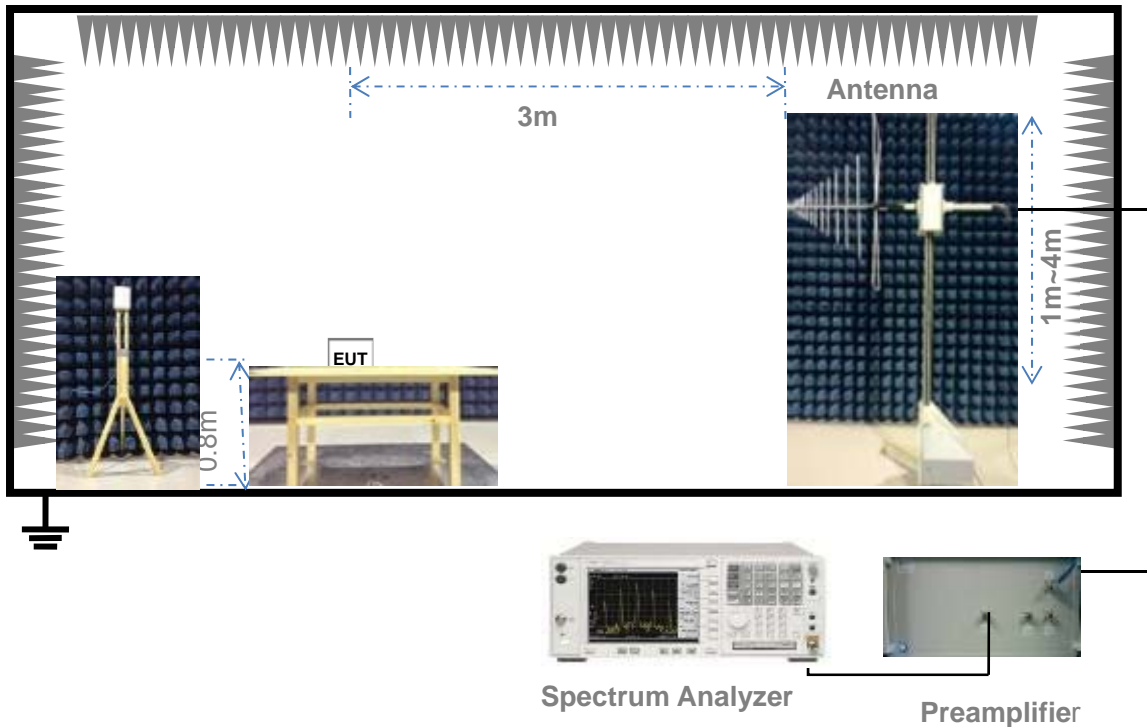 Antenna
3m
1m~4m
EUT
0.8m
Spectrum Analyzer
Preamplifier